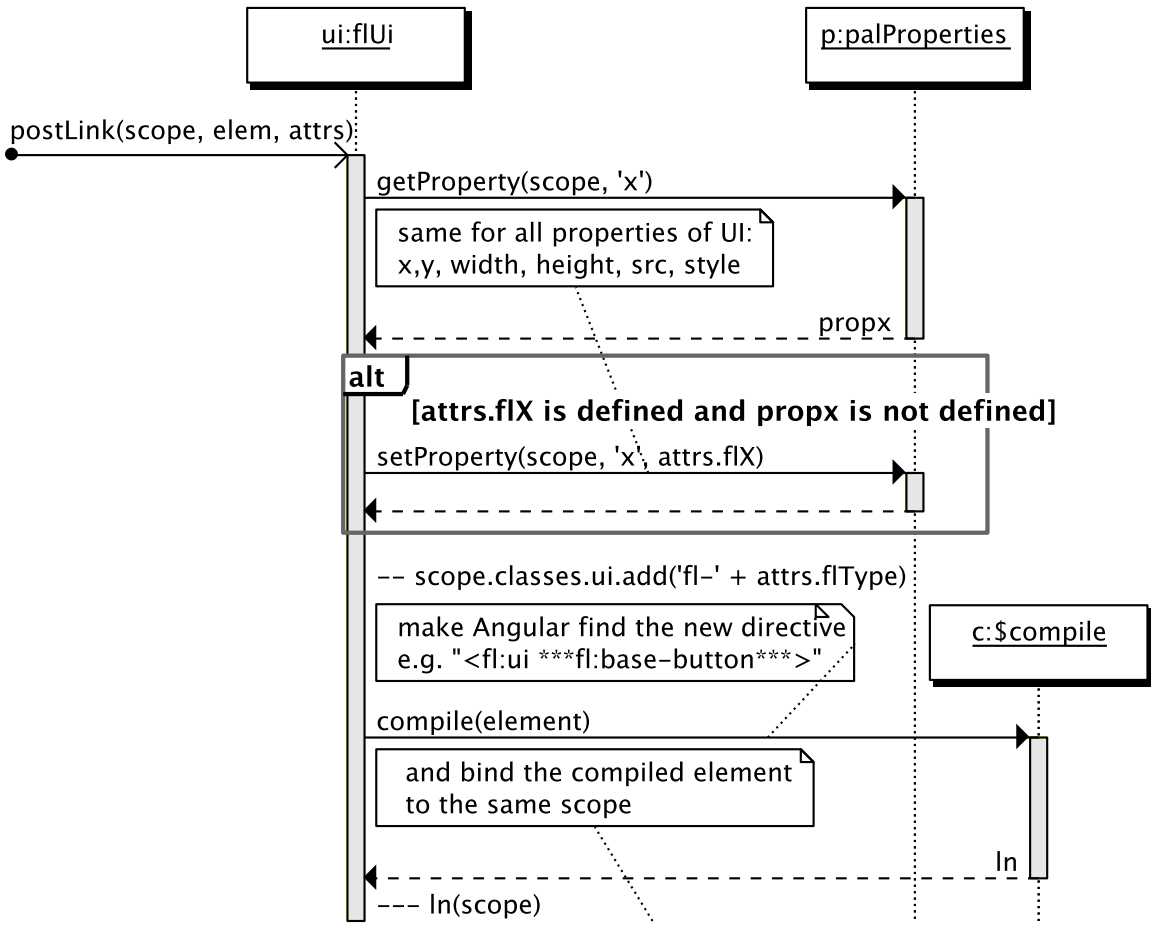 ui:flUi
p:palProperties
postLink(scope, elem, attrs)
getProperty(scope, 'x')
same for all properties of UI:
x,y, width, height, src, style
propx
alt
[attrs.flX is defined and propx is not defined]
setProperty(scope, 'x', attrs.flX)
-- scope.classes.ui.add('fl-' + attrs.flType)
make Angular find the new directive
e.g. "<fl:ui ***fl:base-button***>"
c:$compile
compile(element)
and bind the compiled element
to the same scope
ln
--- ln(scope)